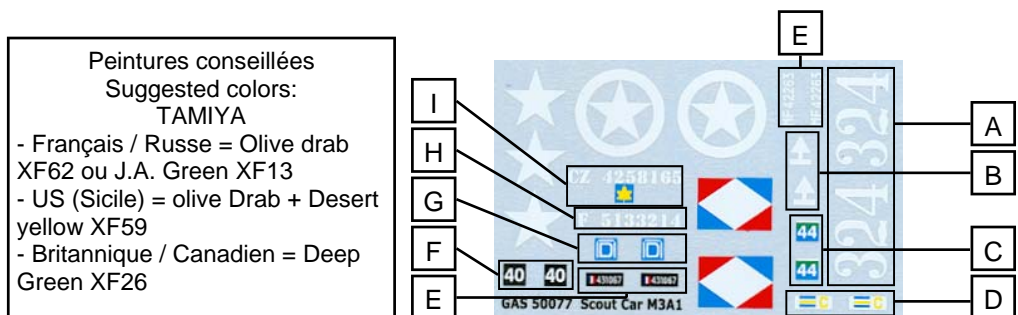 Peintures conseillées
Suggested colors:
TAMIYA
- Français / Russe = Olive drab
XF62 ou J.A. Green XF13
- US (Sicile) = olive Drab + Desert
yellow XF59
- Britannique / Canadien = Deep
Green XF26
I
H
G
F
E
E
A
B
C
D
CZ 4258165
F 5133214
40 40
431067 431067
44
44
324
324
C C
GAS 50077 Scout Car M3A1